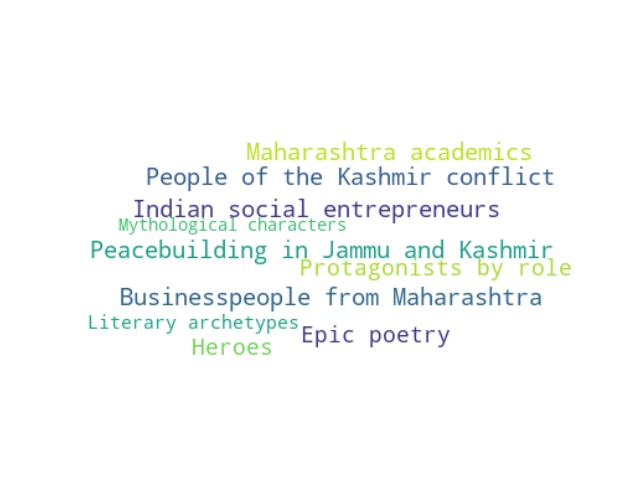 Maharashtra academics
People of the Kashmir conflict
Indian social entrepreneurs
Mythological characters
Peacebuilding in Jammu and Kashmir
Protagonists by role
Businesspeople from Maharashtra
Literary archetypes
Epic poetry
Heroes